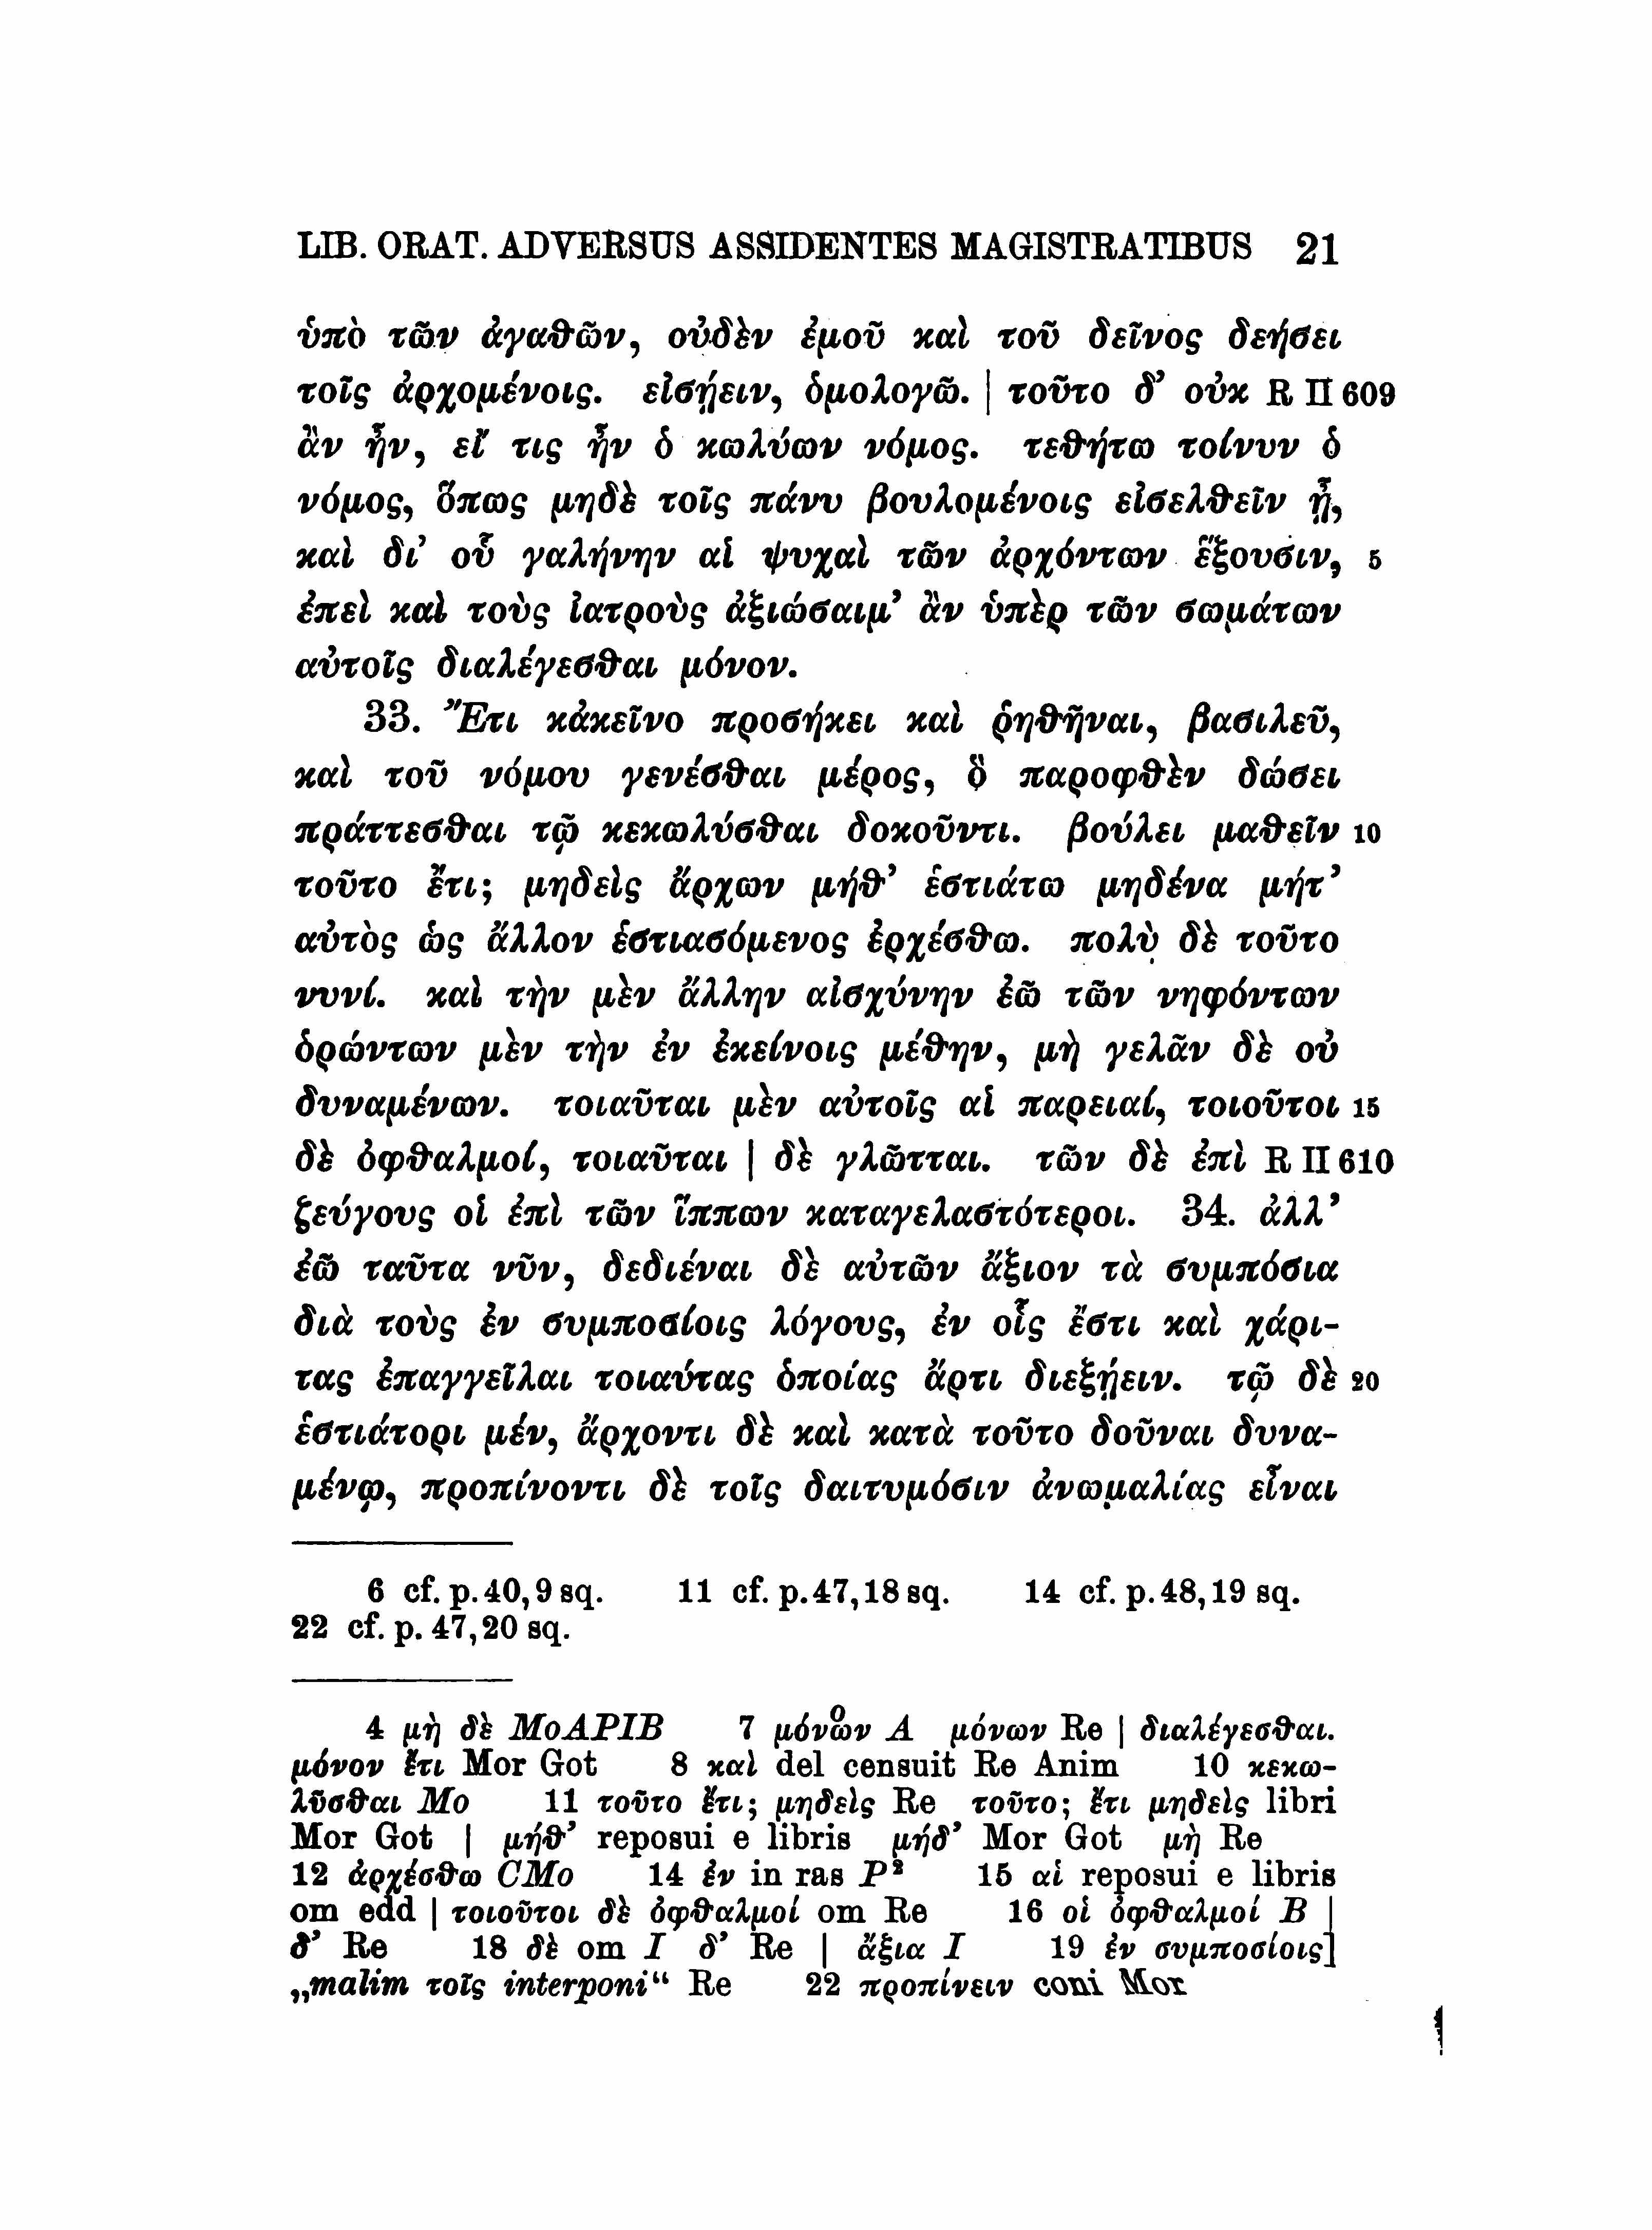 LIB. ORAT. ADVERSUS ASSIDENTES MAGISTRATIBUS 21
ὑπὸ τῶν ἀγαθῶν, οὐδὲν ἐμοῦ καὶ τοῦ δεῖνος δεήσει
τοῖς ἀρχομένοις. εἰσῄειν, ὁμολογῶ. | τοῦτο δ’ οὐκ R II 609
ἂν ἦν, εἴ τις ἦν ὁ κωλύων νόμος. τεθήτω τοίνυν ὁ
νόμος, ὅπως μηδὲ τοῖς πάνυ βουλομένοις εἰσελθεῖν ᾖ,
καὶ δι’ οὗ γαλήνην αἱ ψυχαὶ τῶν ἀρχόντων ἕξουσιν, 5
ἐπεὶ καὶ τοὺς ἰατροὺς ἀξιώσαιμ’ ἂν ὑπὲρ τῶν σωμάτων
αὐτοῖς διαλέγεσθαι μόνον.
33. Ἔτι κἀκεῖνο προσήκει καὶ ῥηθῆναι, βασιλεῦ,
καὶ τοῦ νόμου γενέσθαι μέρος, ὃ παροφθὲν δώσει
πράττεσθαι τῷ κεκωλύσθαι δοκοῦντι. βούλει μαθεῖν 10
τοῦτο ἔτι; μηδεὶς ἄρχων μήθ’ ἑστιάτω μηδένα μήτ’
αὐτὸς ὡς ἄλλον ἑστιασόμενος ἐρχέσθω. πολὺ δὲ τοῦτο
νυνί. καὶ τὴν μὲν ἄλλην αἰσχύνην ἐῶ τῶν νηφόντων
ὁρώντων μὲν τὴν ἐν ἐκείνοις μέθην, μὴ γελᾶν δὲ οὐ
δυναμένων. τοιαῦται μὲν αὐτοῖς αἱ παρειαί, τοιοῦτοι 15
δὲ ὀφθαλμοί, τοιαῦται | δὲ γλῶτται. τῶν δὲ ἐπὶ R II 610
ζεύγους οἱ ἐπὶ τῶν ἵππων καταγελαστότεροι. 34. ἀλλ’
ἐῶ ταῦτα νῦν, δεδιέναι δὲ αὐτῶν ἄξιον τὰ συμπόσια
διὰ τοὺς ἐν συμποσίοις λόγους, ἐν οἷς ἔστι καὶ χάρι-
τας ἐπαγγεῖλαι τοιαύτας ὁποίας ἄρτι διεξῄειν. τῷ δὲ 20
ἑστιάτορι μέν, ἄρχοντι δὲ καὶ κατὰ τοῦτο δοῦναι δυνα-
μένῳ, προπίνοντι δὲ τοῖς δαιτυμόσιν ἀνωμαλίας εἶναι
6 cf. p. 40, 9 sq. 11 cf. p. 47, 18 sq. 14 cf. p. 48, 19 sq.
22 cf. p. 47, 20 sq.
4 μὴ δὲ MoAPIB 7 μόνὅων A μόνων Re | διαλέγεσθαι.
μόνον ἔτι Mor Got 8 καὶ del censuit Re Anim 10 κεκω-
λῦσθαι Mo 11 τοῦτο ἔτι; μηδεὶς Re τοῦτο; ἔτι μηδεὶς libri
Mor Got | μήθ’ reposui e libris μήδ’ Mor Got μὴ Re
12 ἀρχέσθω CMo 14 ἐν in ras P² 15 αἱ reposui e libris
om edd | τοιοῦτοι δὲ ὀφθαλμοί om Re 16 οἱ ὀφθαλμοί B |
δ’ Re 18 δὲ om I δ’ Re | ἄξια I 19 ἐν συμποσίοις]
„malim τοῖς interponi“ Re 22 προπίνειν coni Mor